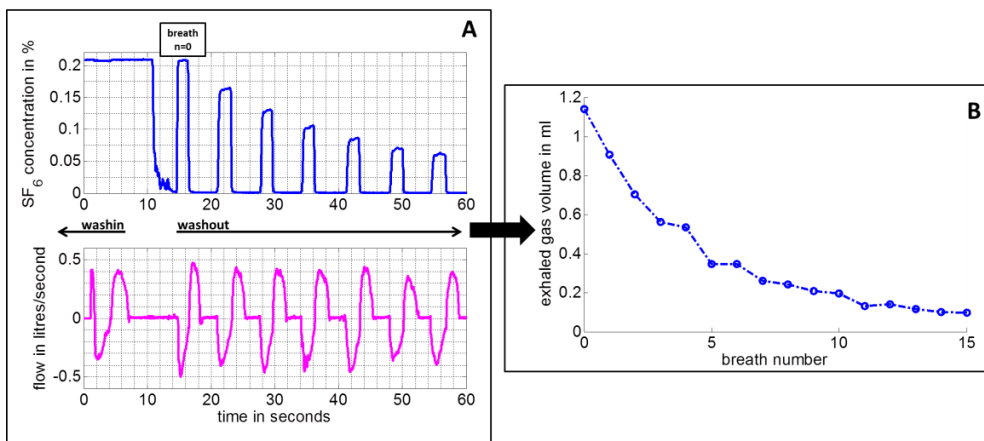 A
breath
n=0
SF6 concentration in %
0.2
0.15
0.1
0.05
0
0 10 20 30 40 50 60
washin
washout
flow in litres/second
0.5
0
-0.5
0 10 20 30 40 50 60
time in seconds
B
exhaled gas volume in ml
1.2
1
0.8
0.6
0.4
0.2
0
0 5 10 15
breath number